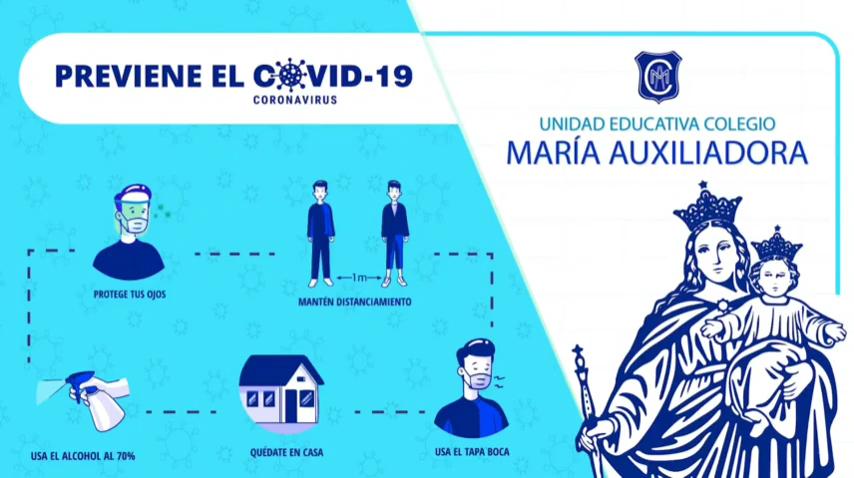 PREVIENE EL COVID-19
CORONAVIRUS
UNIDAD EDUCATIVA COLEGIO
MARÍA AUXILIADORA
PROTEGE TUS OJOS
1m
MANTÉN DISTANCIAMIENTO
USA EL ALCOHOL AL 70%
QUÉDATE EN CASA
USA EL TAPA BOCA